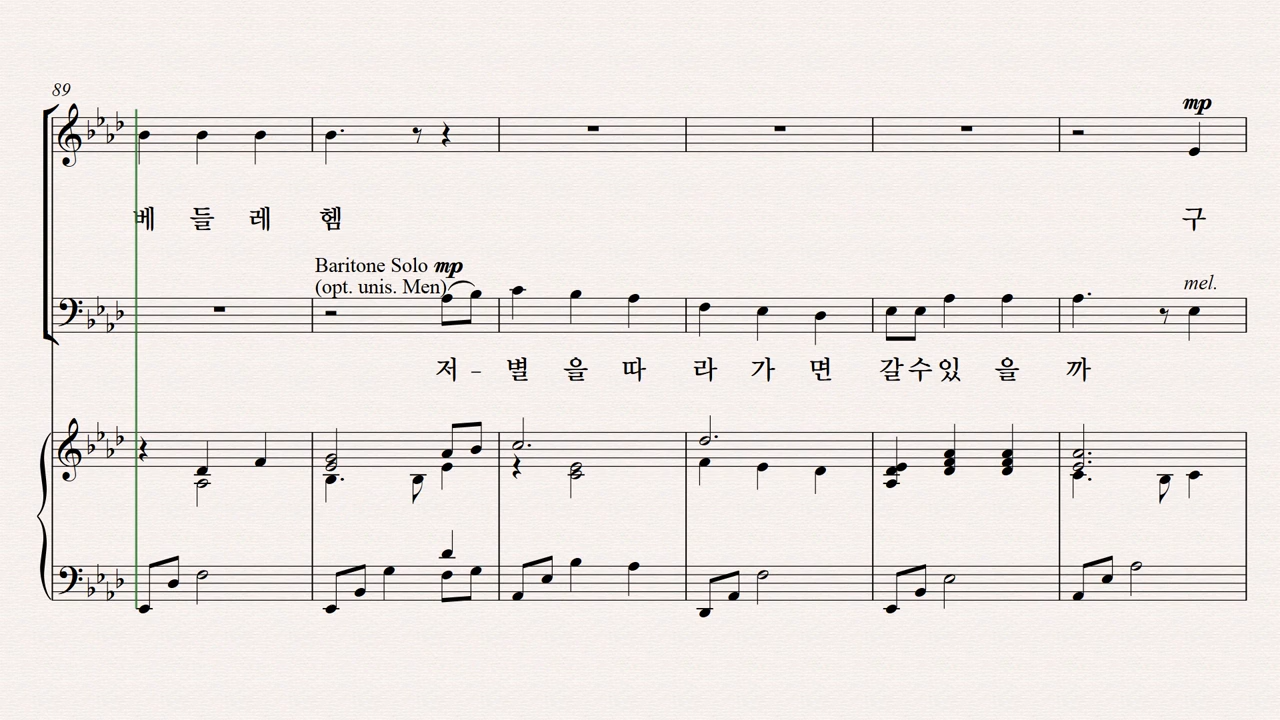 89
mp
베 들 레 헴 구
Baritone Solo mp
(opt. unis. Men)
mel.
저 - 별 을 따 라 가 면 갈 수 있 을 까